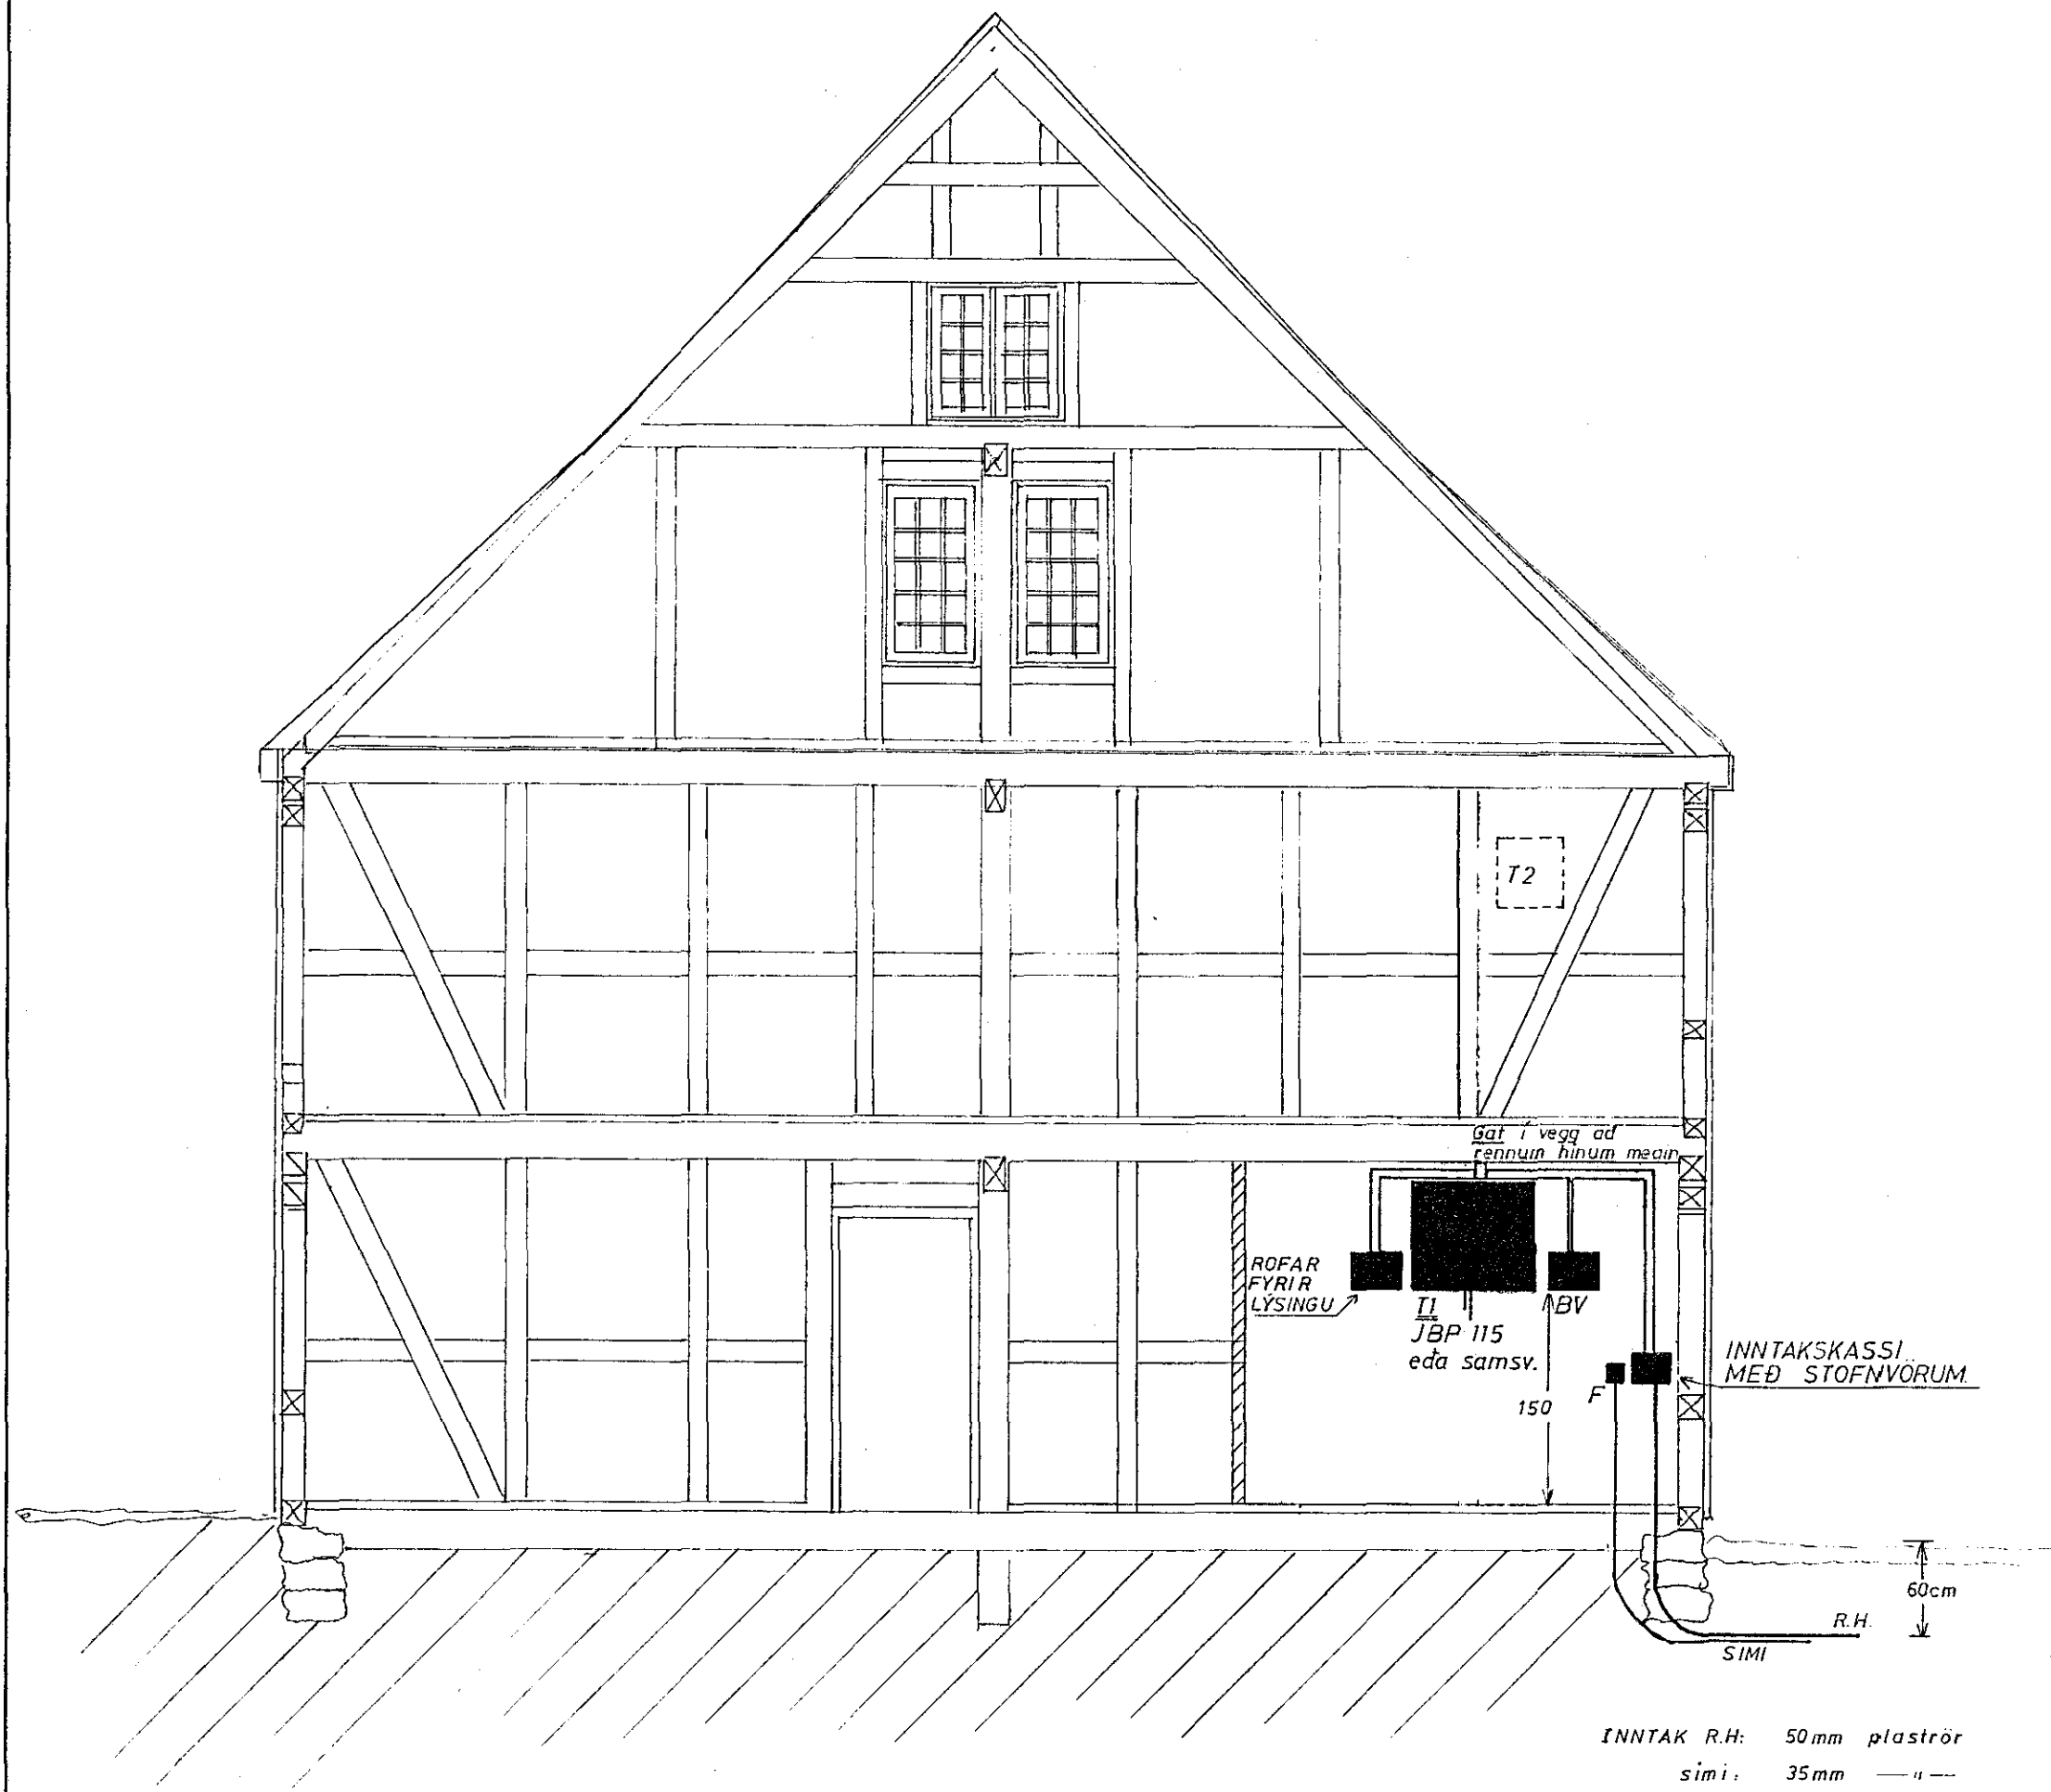 T2
Gat í vegg ad
rennum hinum megin
ROFAR
FYRIR
LÝSINGU
T1
JBP 115
eða samsv.
BV
150
F
INNTAKSKASSI
MEÐ STOFNVÖRUM.
60cm
R.H.
SIMI
INNTAK R.H: 50mm plaströr
simi: 35mm —"—